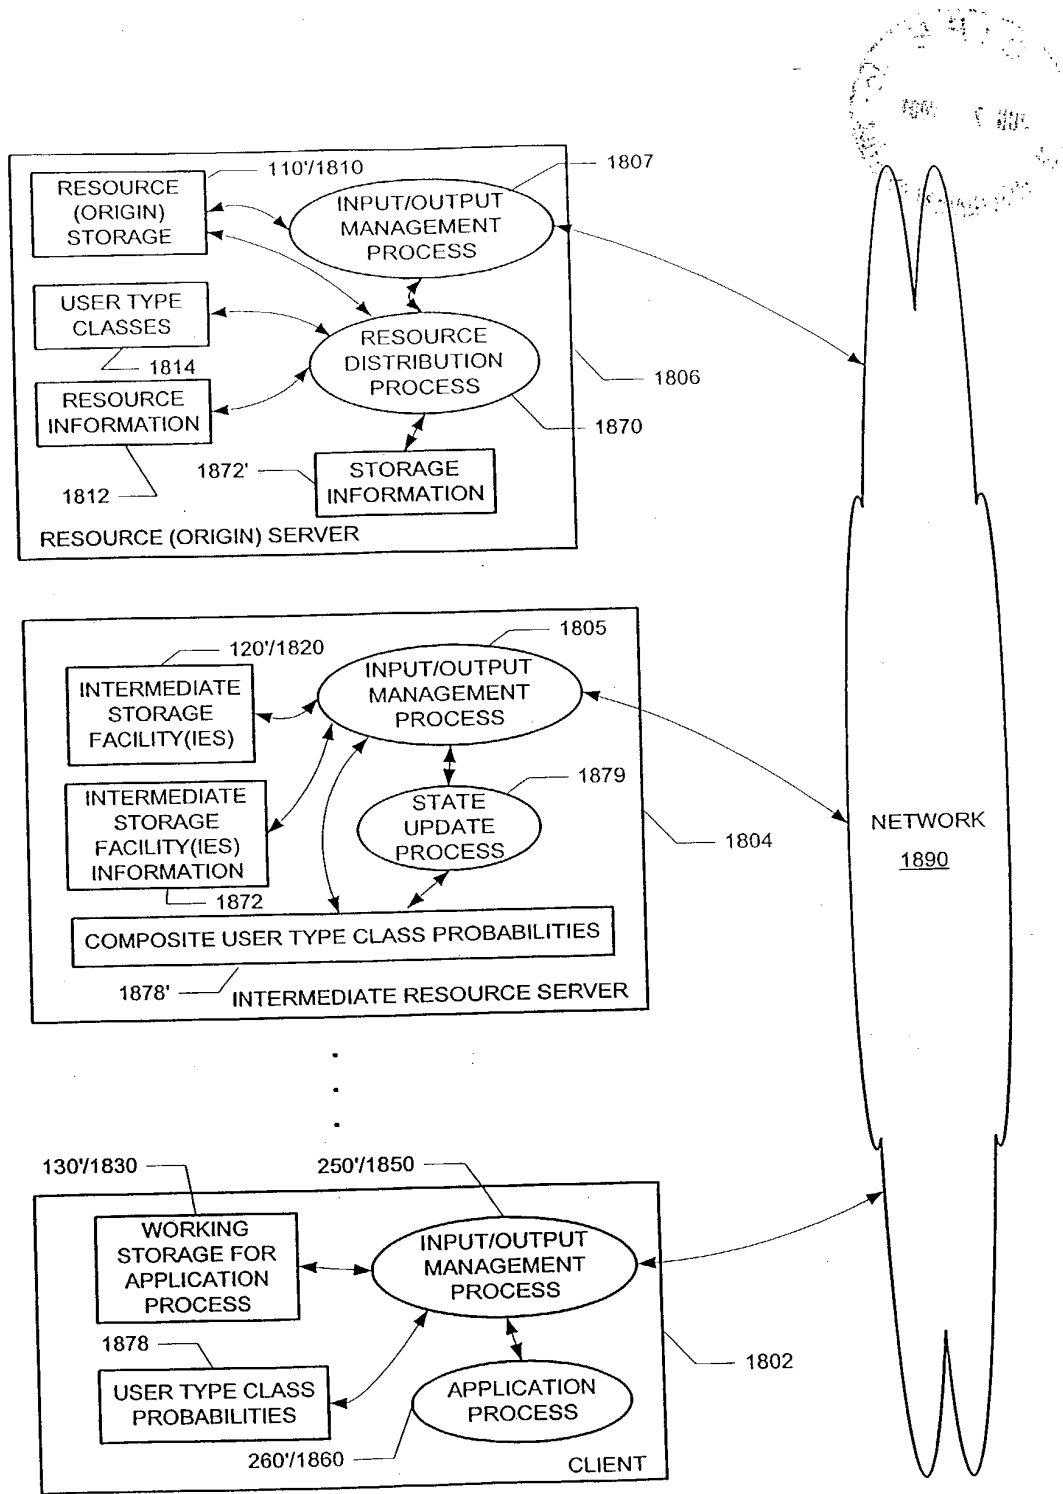 110'/1810
1807
RESOURCE
(ORIGIN)
STORAGE
INPUT/OUTPUT
MANAGEMENT
PROCESS
USER TYPE
CLASSES
1814
RESOURCE
DISTRIBUTION
PROCESS
1806
RESOURCE
INFORMATION
1870
1812
1872'
STORAGE
INFORMATION
RESOURCE (ORIGIN) SERVER
120'/1820
1805
INTERMEDIATE
STORAGE
FACILITY(IES)
INPUT/OUTPUT
MANAGEMENT
PROCESS
1879
INTERMEDIATE
STORAGE
FACILITY(IES)
INFORMATION
STATE
UPDATE
PROCESS
1804
1872
COMPOSITE USER TYPE CLASS PROBABILITIES
1878'
INTERMEDIATE RESOURCE SERVER
NETWORK
1890
130'/1830
250'/1850
WORKING
STORAGE FOR
APPLICATION
PROCESS
INPUT/OUTPUT
MANAGEMENT
PROCESS
1878
1802
USER TYPE CLASS
PROBABILITIES
APPLICATION
PROCESS
260'/1860
CLIENT